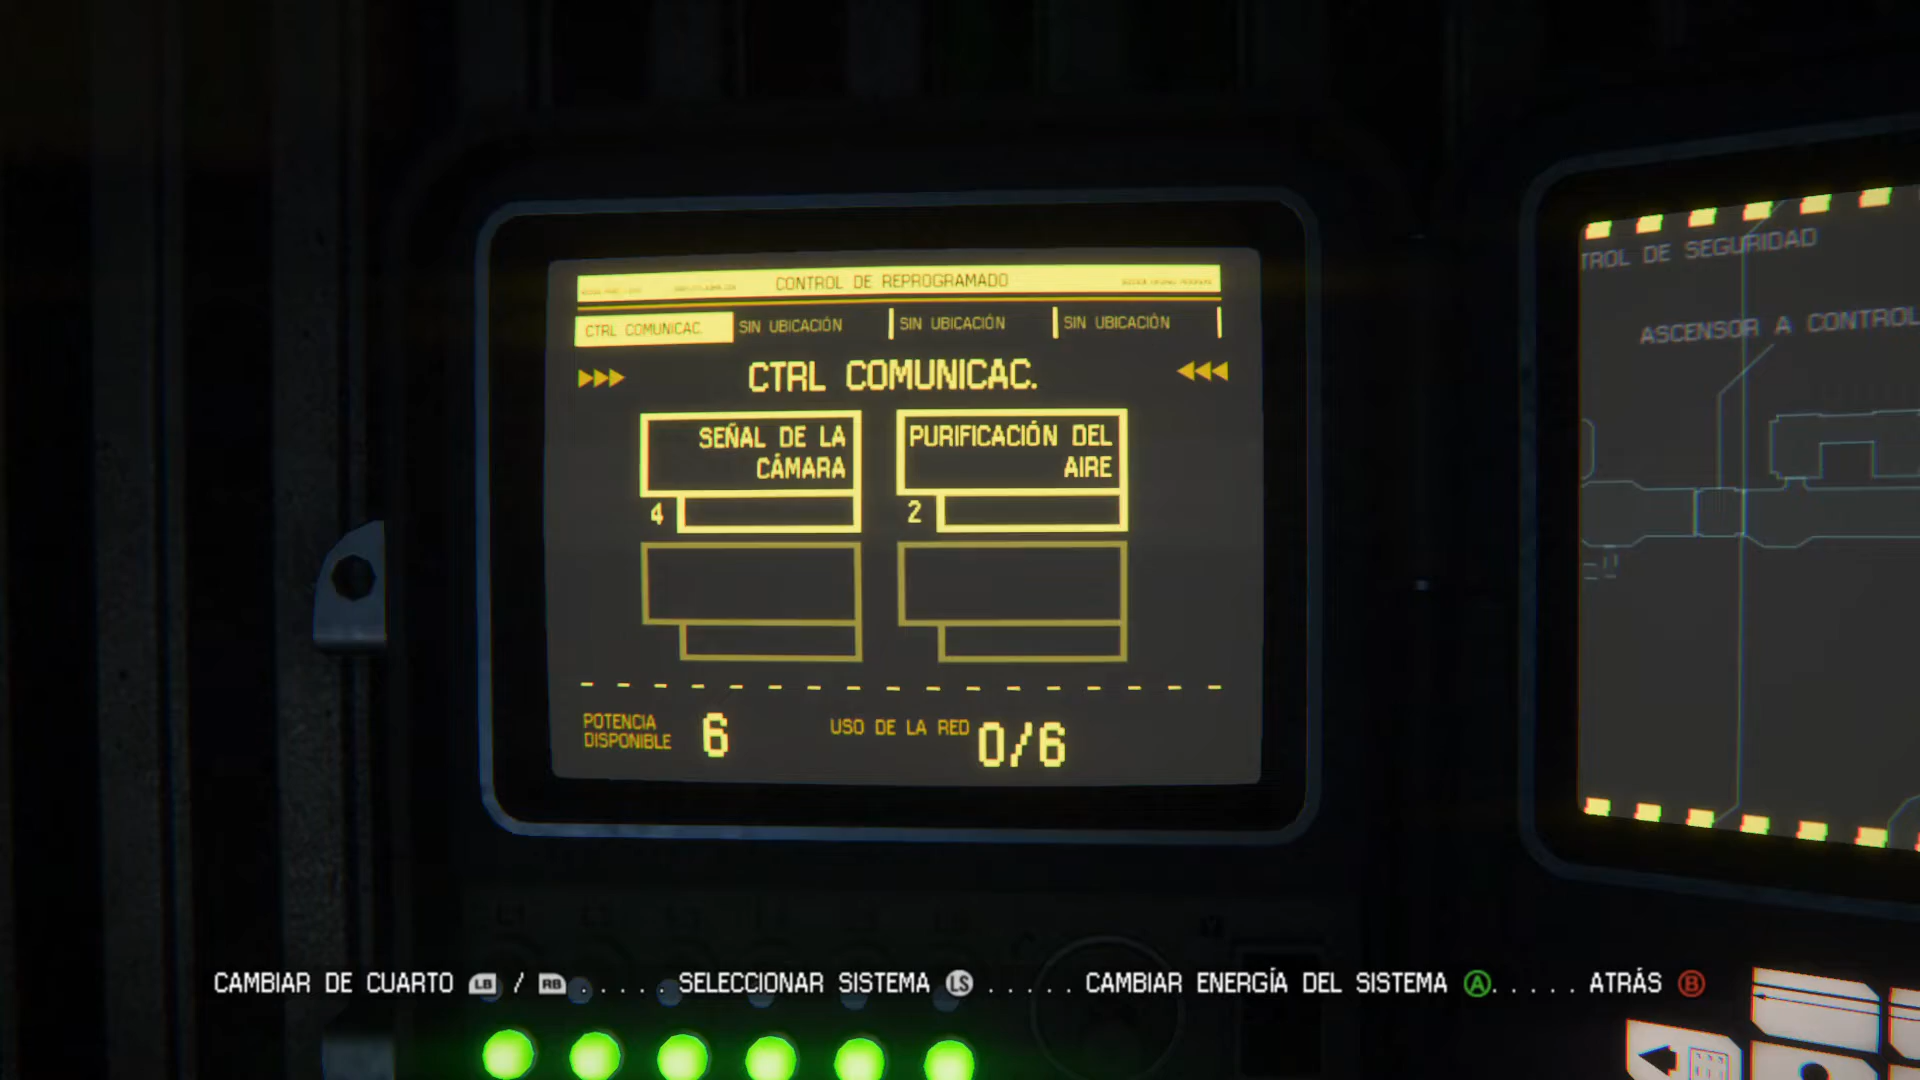 CONTROL DE REPROGRAMADO
CTRL COMUNICAC.
SIN UBICACIÓN
SIN UBICACIÓN
SIN UBICACIÓN
CTRL COMUNICAC.
SEÑAL DE LA
CÁMARA
4
PURIFICACIÓN DEL
AIRE
2
POTENCIA
DISPONIBLE
6
USO DE LA RED
0/6
TROL DE SEGURIDAD
ASCENSOR A CONTROL
CAMBIAR DE CUARTO LB / RB ..... SELECCIONAR SISTEMA LS ..... CAMBIAR ENERGÍA DEL SISTEMA A ..... ATRÁS B